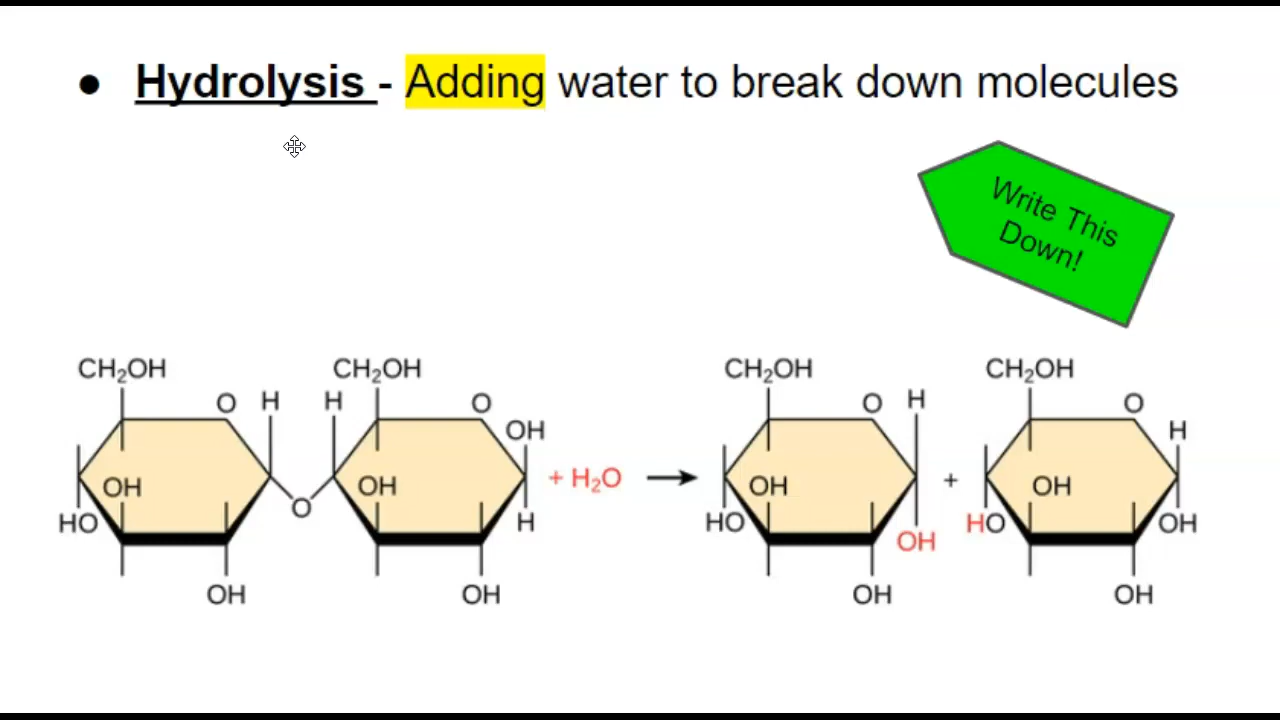 ● Hydrolysis - Adding water to break down molecules
Write This
Down!
CH₂OH CH₂OH CH₂OH CH₂OH
O H H O O H O
OH H
OH OH + H₂O OH + OH
HO O H HO OH HO OH
OH OH OH OH